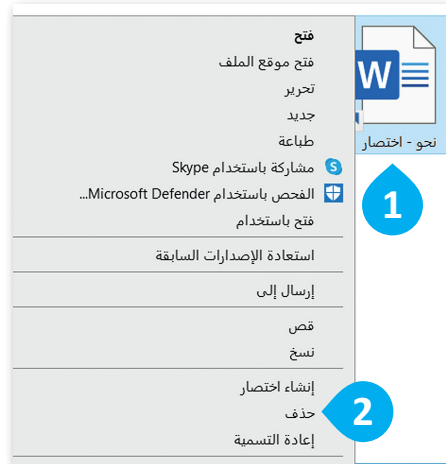 نحو - اختصار
1
فتح
فتح موقع الملف
تحرير
جديد
طباعة
مشاركة باستخدام Skype
الفحص باستخدام Microsoft Defender...
فتح باستخدام
استعادة الإصدارات السابقة
إرسال إلى
قص
نسخ
إنشاء اختصار
حذف
2
إعادة التسمية